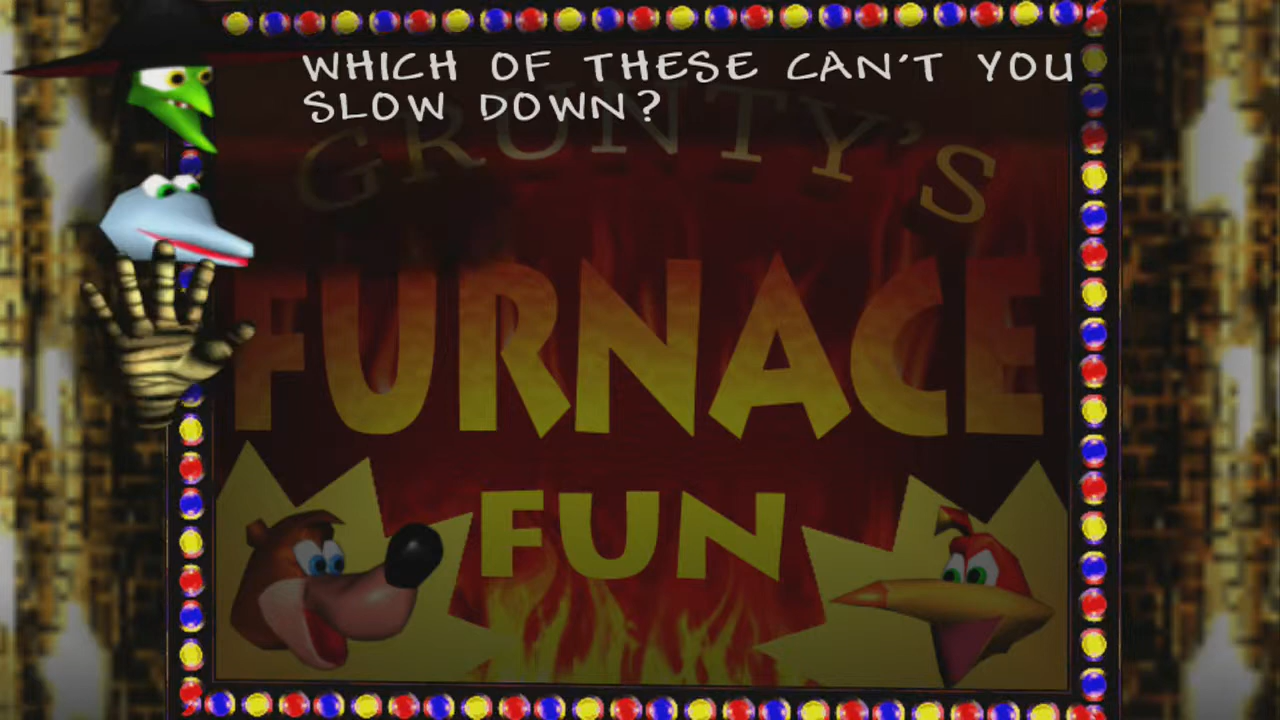 WHICH OF THESE CAN'T YOU
SLOW DOWN?
GRUNTY'S
FURNACE
FUN